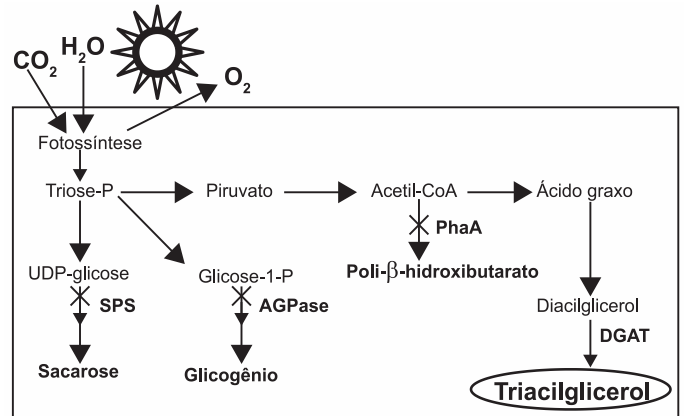 CO2 H2O
O2
Fotossíntese
Triose-P Piruvato Acetil-CoA Ácido graxo
PhaA
UDP-glicose Glicose-1-P Poli-β-hidroxibutarato
SPS AGPase Diacilglicerol
DGAT
Sacarose Glicogênio Triacilglicerol